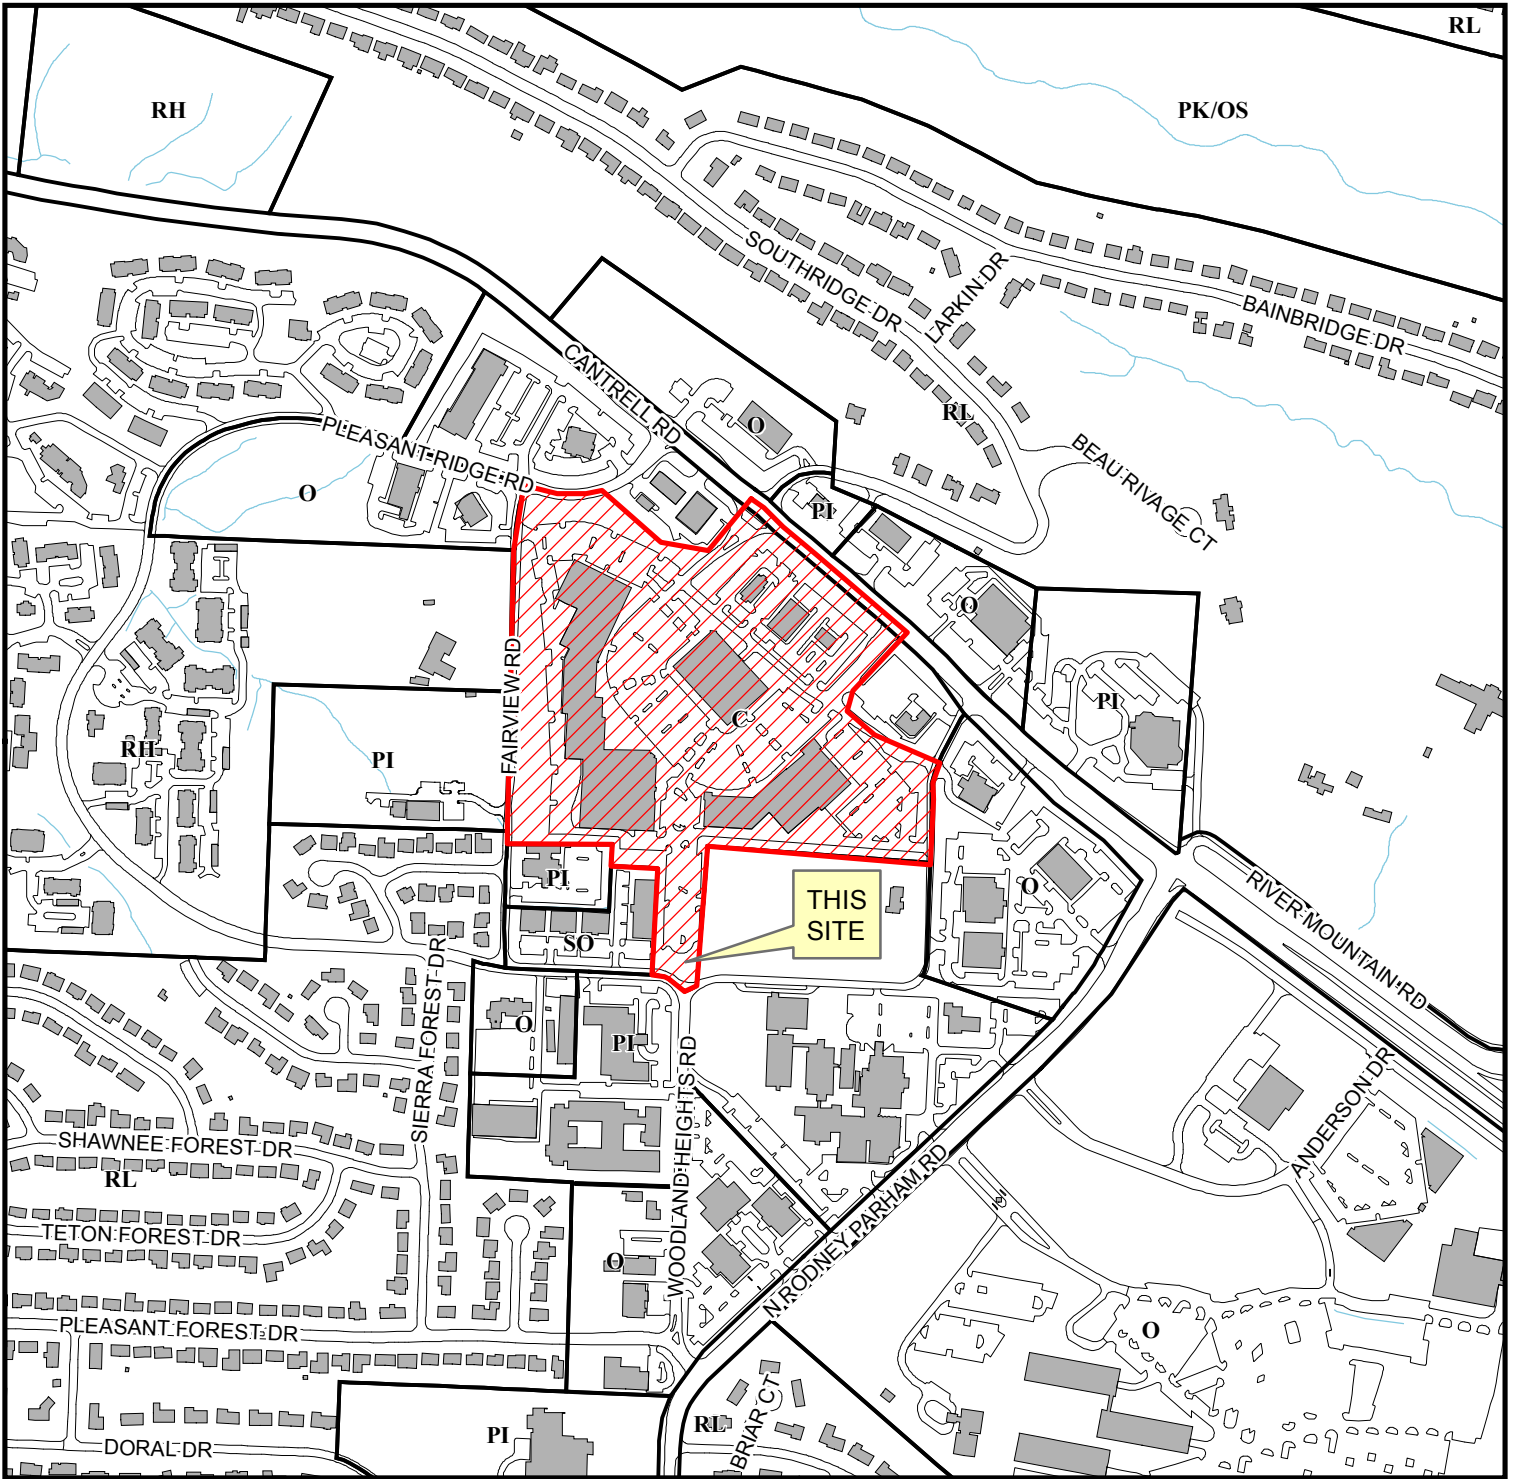 RL
RH
PK/OS
SOUTHRIDGE DR
LARKIN DR
BAINBRIDGE DR
CANTRELL RD
RL
O
PLEASANT RIDGE RD
BEAU RIVAGE CT
O
PI
O
FAIRVIEW RD
C
PI
RH
PI
PI
THIS
SITE
O
RIVER MOUNTAIN RD
SO
SIERRA FOREST DR
O
PI
WOODLAND HEIGHTS RD
ANDERSON DR
SHAWNEE FOREST DR
RL
N RODNEY PARHAM RD
TETON FOREST DR
O
PLEASANT FOREST DR
O
BRIAR CT
RL
PI
DORAL DR